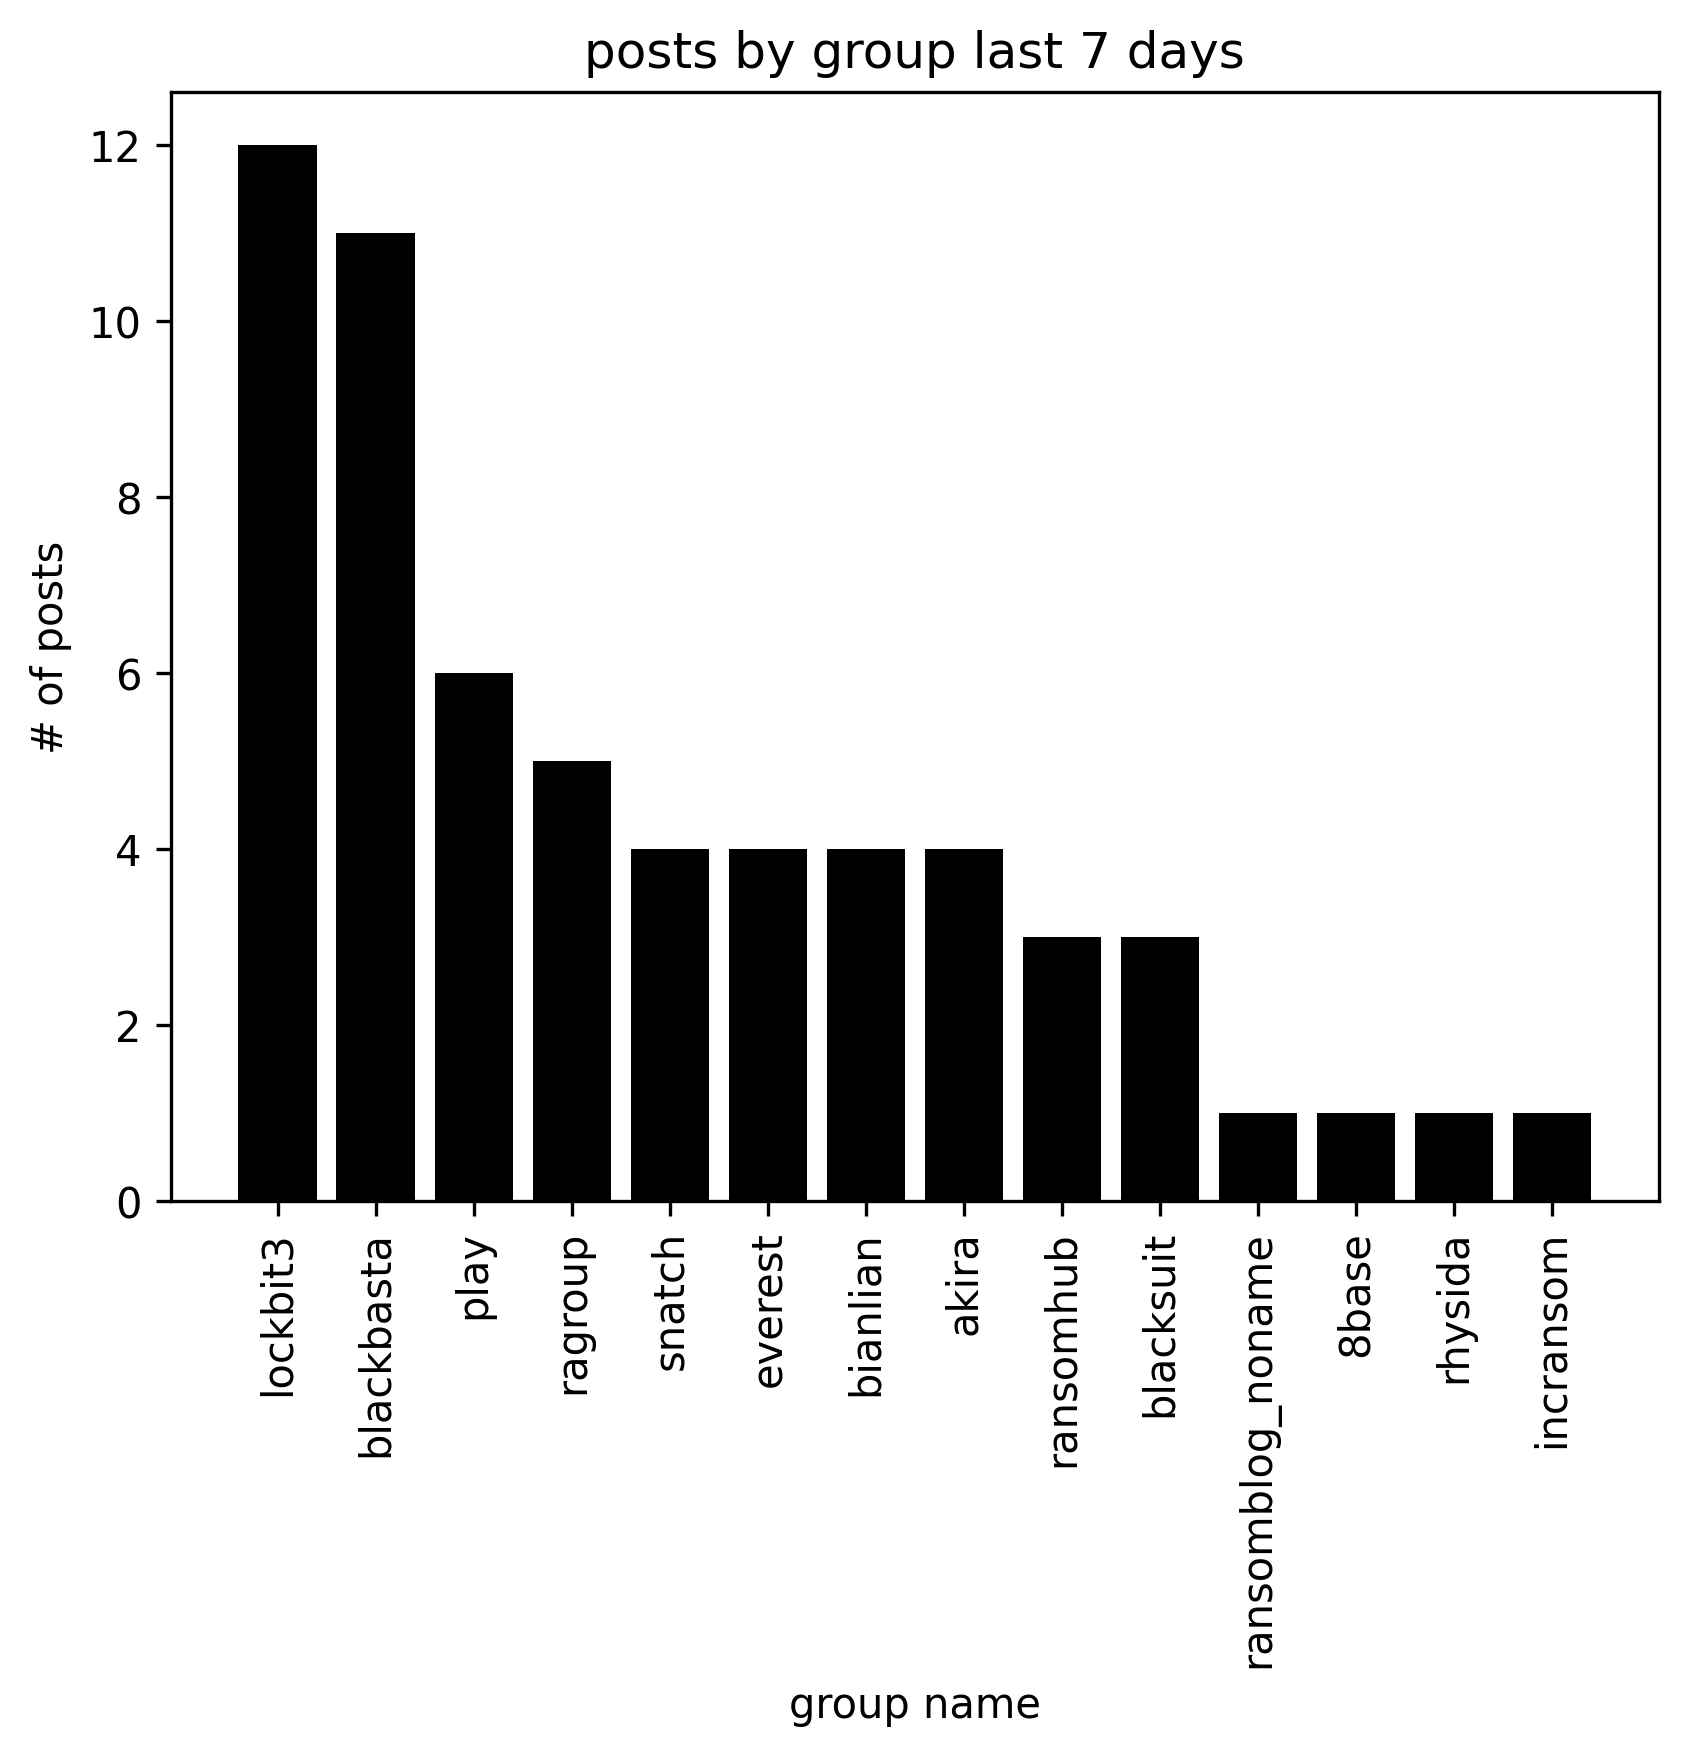 posts by group last 7 days
12
10
8
6
4
2
0
# of posts
lockbit3
blackbasta
play
ragroup
snatch
everest
bianlian
akira
ransomhub
blacksuit
ransomblog_noname
8base
rhysida
incransom
group name